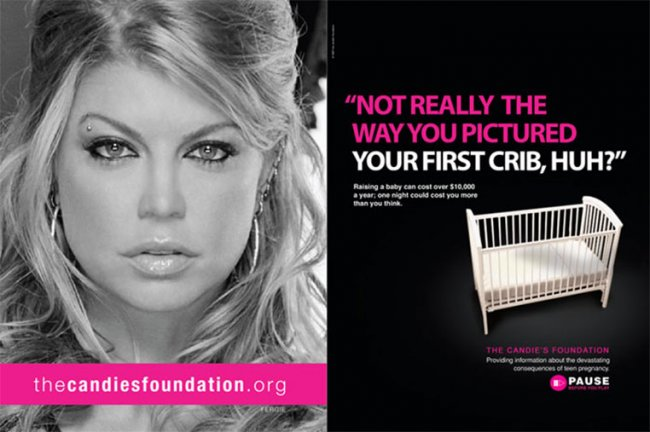 thecandiesfoundation.org
FERGIE
“NOT REALLY THE
WAY YOU PICTURED
YOUR FIRST CRIB, HUH?”
Raising a baby can cost over $10,000
a year; one night could cost you more
than you think.
THE CANDIE'S FOUNDATION
Providing information about the devastating
consequences of teen pregnancy.
PAUSE
BEFORE YOU PLAY